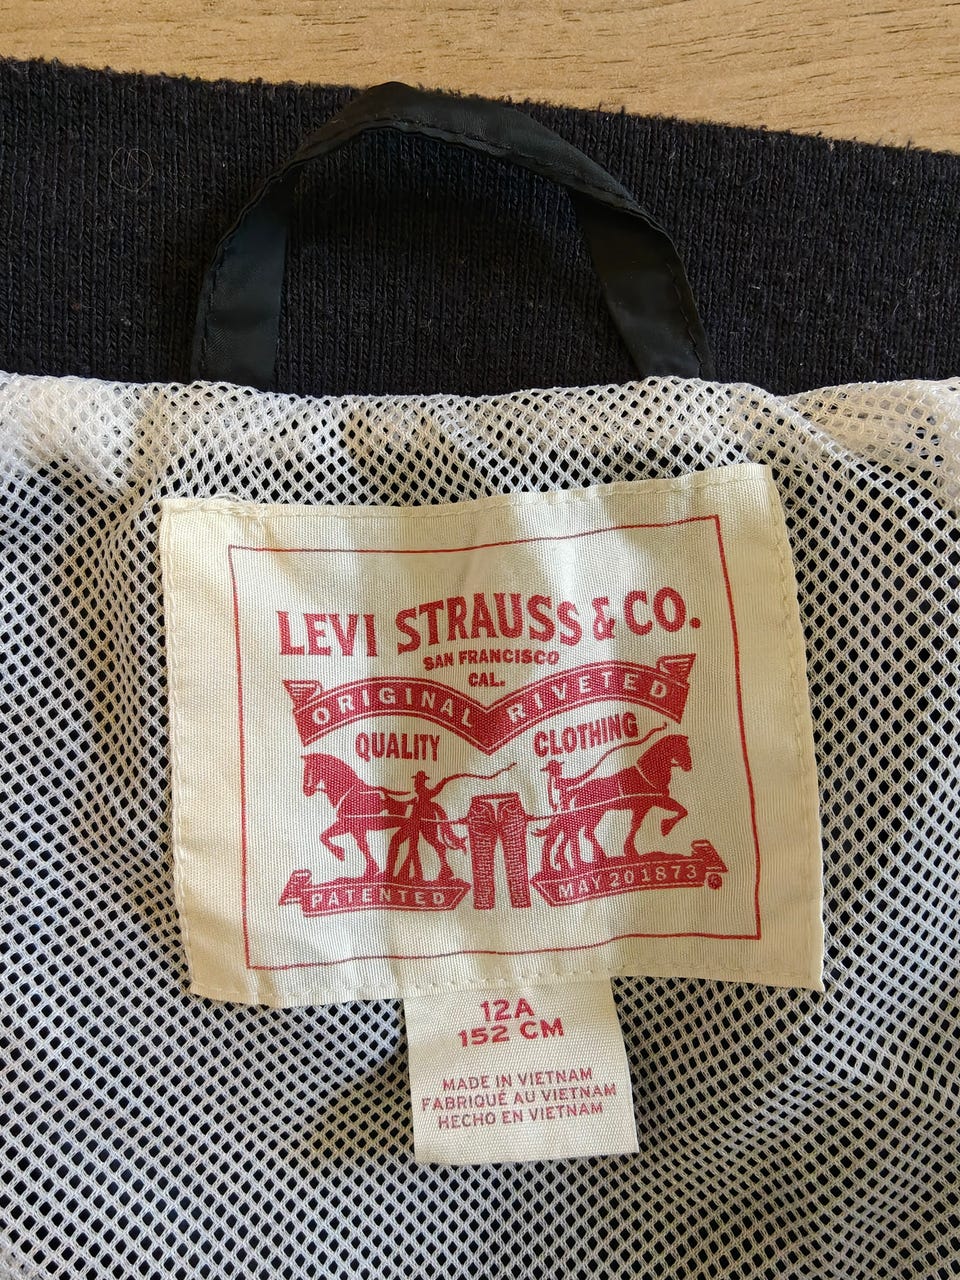 LEVI STRAUSS & CO.
SAN FRANCISCO
CAL.
ORIGINAL RIVETED
QUALITY CLOTHING
PATENTED MAY 20 1873 ®
12A
152 CM
MADE IN VIETNAM
FABRIQUÉ AU VIETNAM
HECHO EN VIETNAM